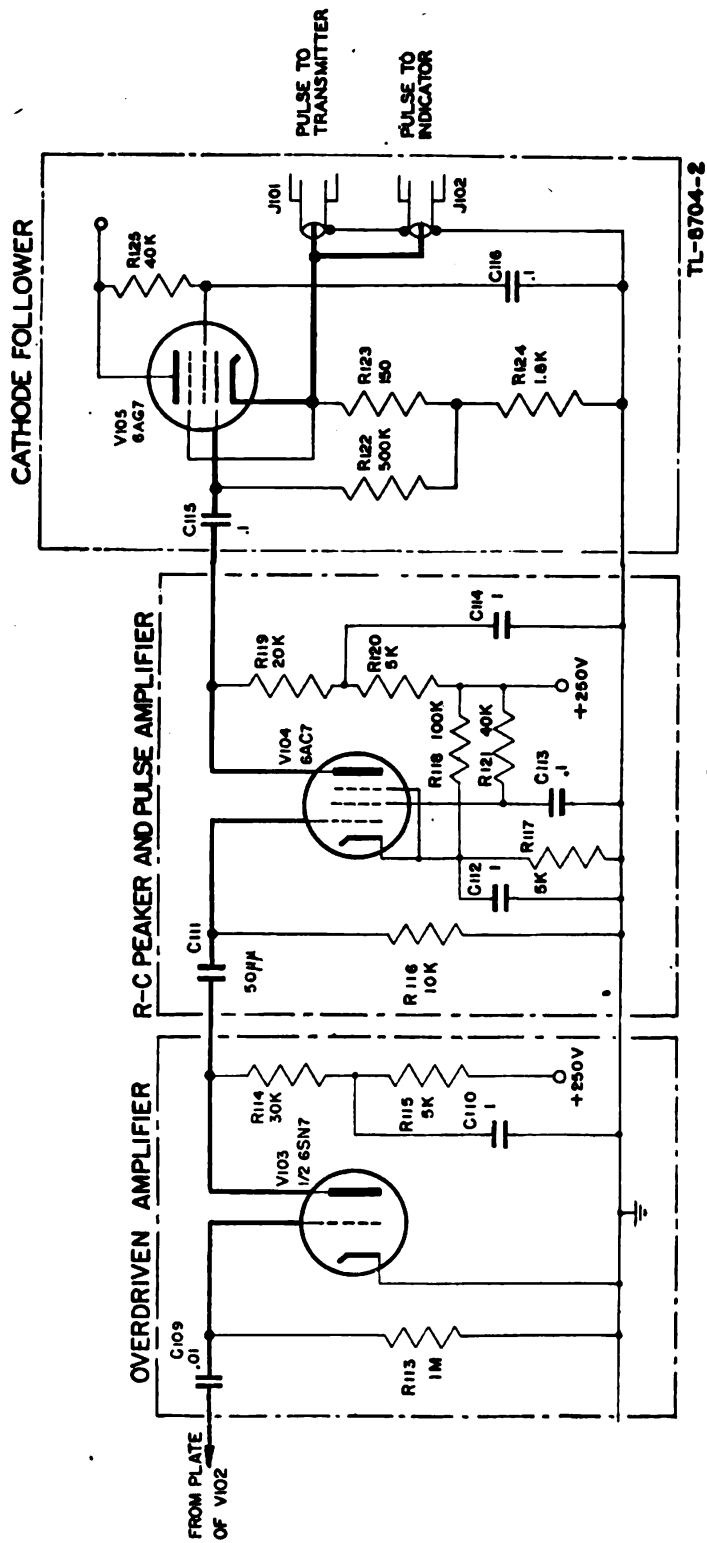 OVERDRIVEN AMPLIFIER
FROM PLATE
OF V102
C109
.01
R113
1M
V103
1/2 6SN7
R114
30K
R115
5K
C110
.1
+250V
R-C PEAKER AND PULSE AMPLIFIER
C111
50μμ
R116
10K
V104
6AC7
C112
.1
R117
5K
R118 100K
R121 40K
C113
.1
R119
20K
R120
5K
C114
.1
+250V
CATHODE FOLLOWER
C115
.1
V105
6AG7
R122
500K
R123
150
R124
1.8K
R125
40K
C116
.1
J101
J102
PULSE TO
TRANSMITTER
PULSE TO
INDICATOR
TL-8704-2